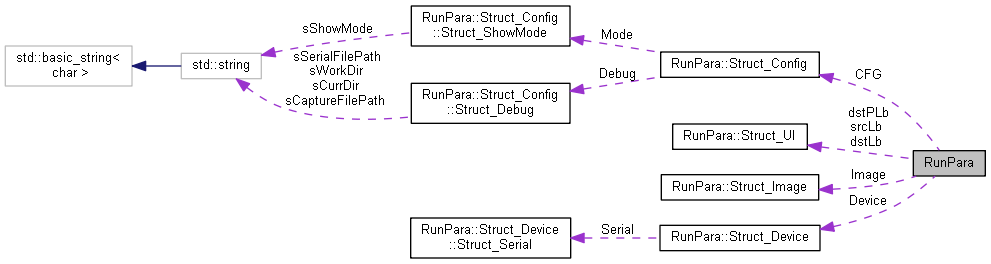 std::basic_string<
char >
std::string
sShowMode
sSerialFilePath
sWorkDir
sCurrDir
sCaptureFilePath
RunPara::Struct_Config
::Struct_ShowMode
RunPara::Struct_Config
::Struct_Debug
Mode
Debug
RunPara::Struct_Config
CFG
RunPara::Struct_UI
dstPLb
srcLb
dstLb
RunPara
RunPara::Struct_Image
Image
Device
RunPara::Struct_Device
::Struct_Serial
Serial
RunPara::Struct_Device